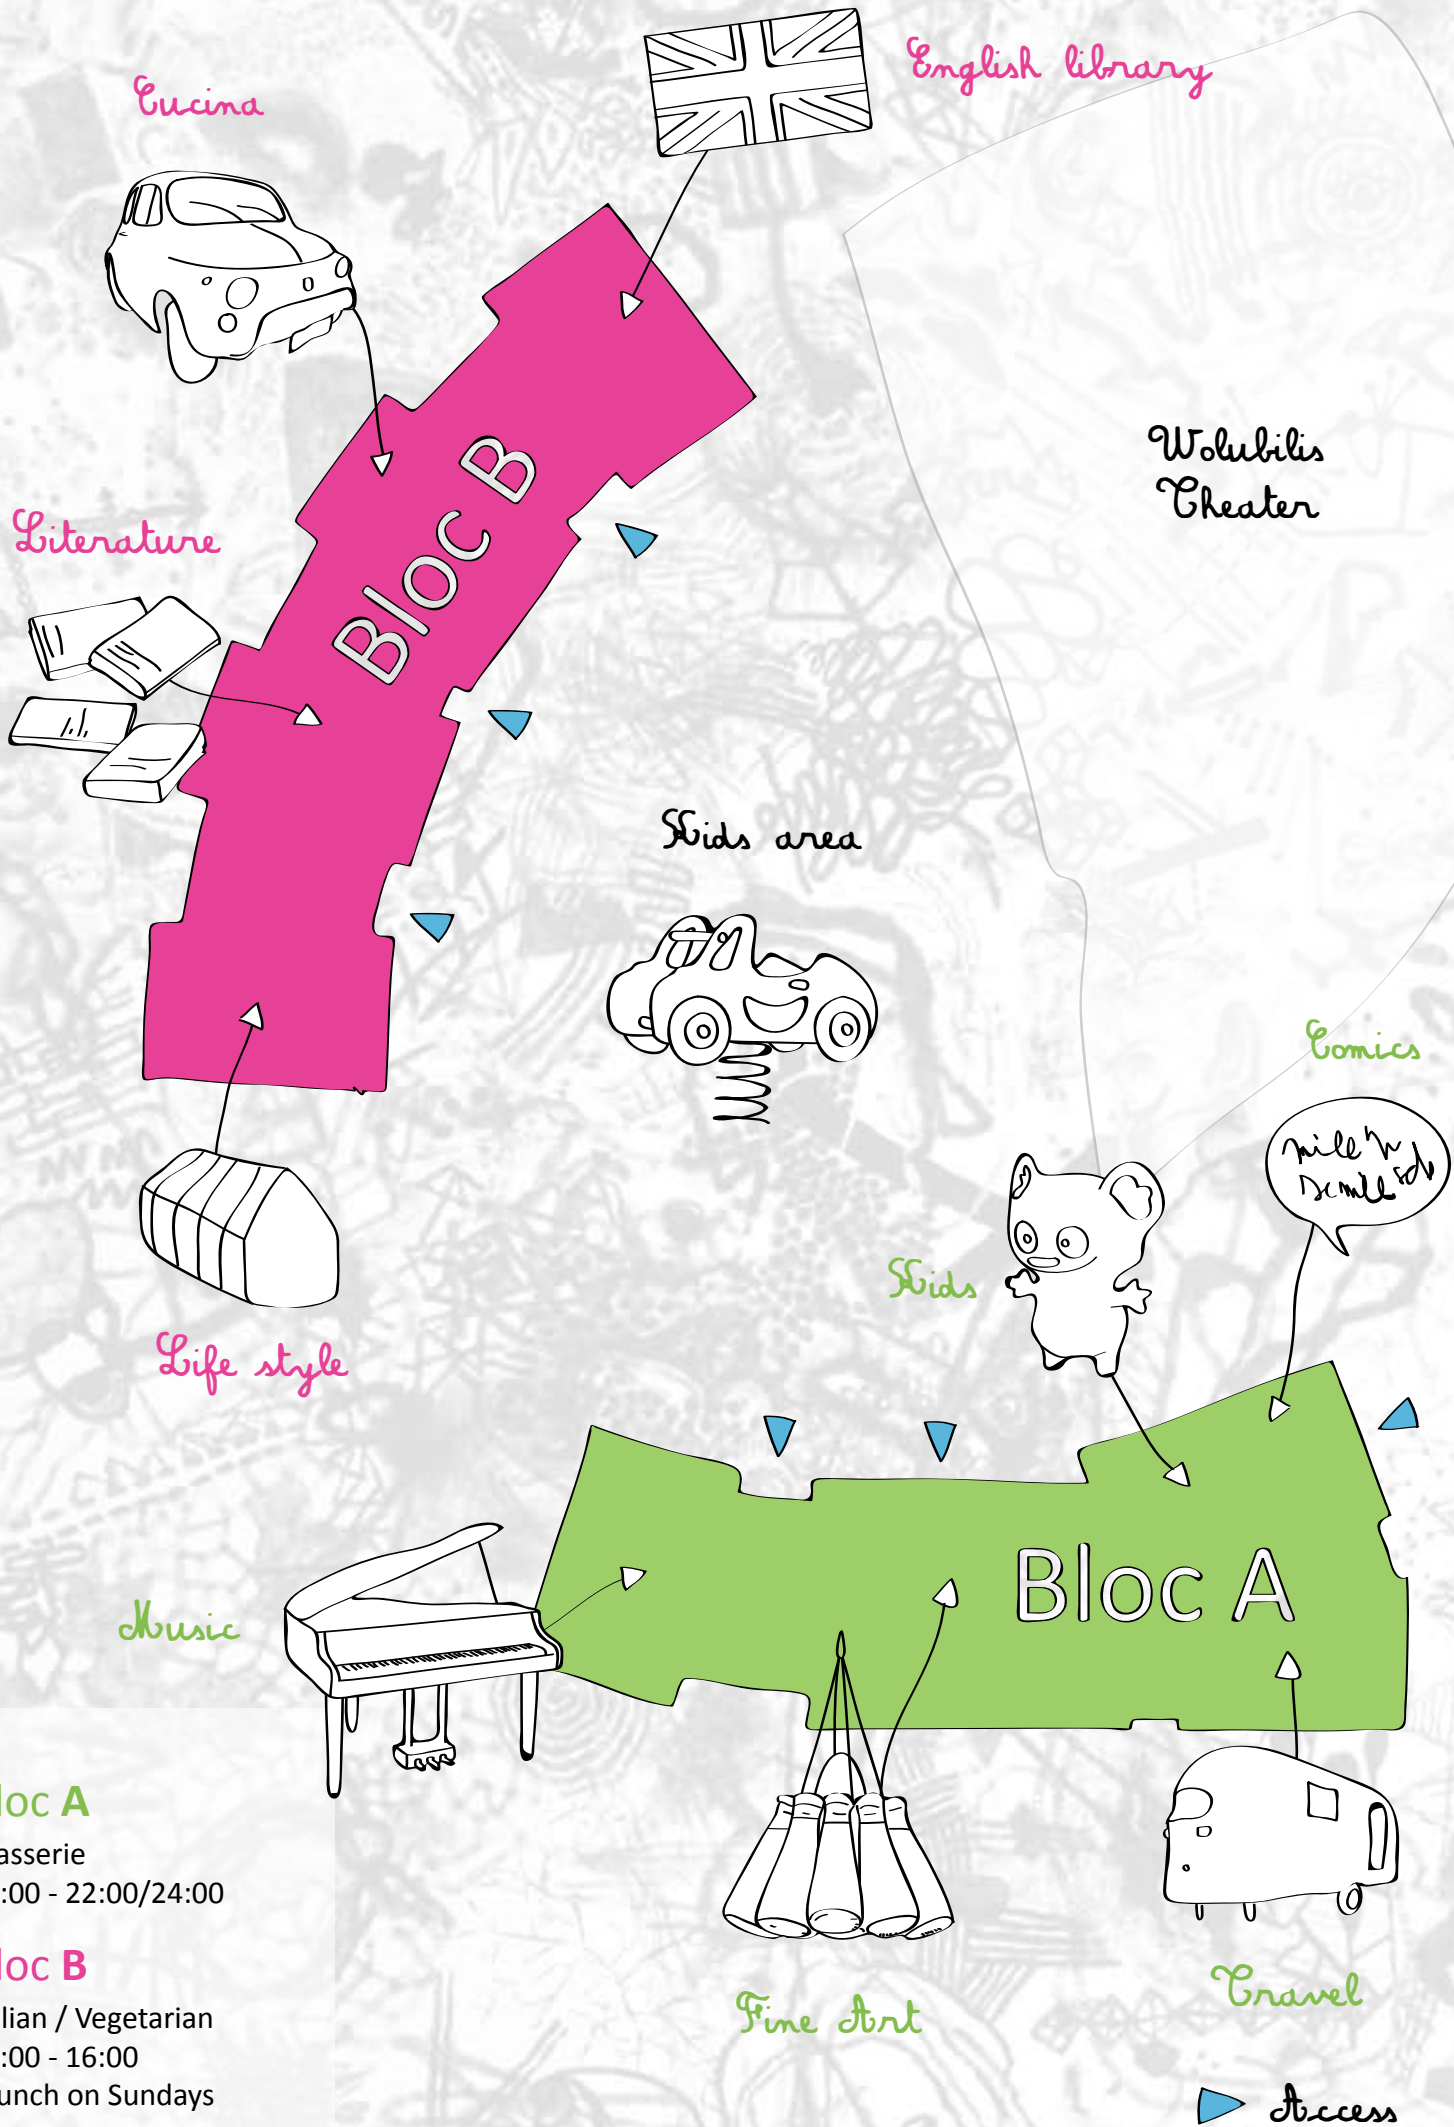 English library
Cucina
Bloc B
Wolubilis
Theater
Literature
Kids area
Comics
Kids
Life style
Bloc A
Music
loc A
asserie
:00 - 22:00/24:00
loc B
lian / Vegetarian
:00 - 16:00
unch on Sundays
Fine Art
Travel
Access